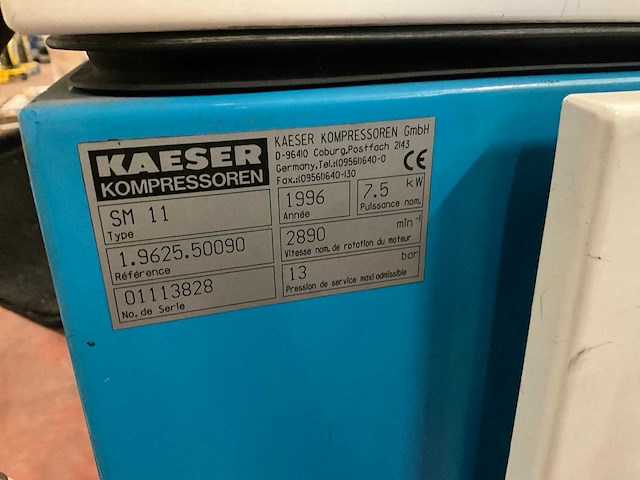 KAESER
KOMPRESSOREN
KAESER KOMPRESSOREN GmbH
D-96410 Coburg.Postfach 2143
Germany,Tel.:(09561)640-0
Fax.:(09561)640-130
CE
SM 11
Type
1996
Année
7.5 kW
Puissance nom.
1.9625.50090
Référence
2890 min-1
Vitesse nom. de rotation du moteur
01113828
No. de Serie
13 bar
Pression de service maxi admissible